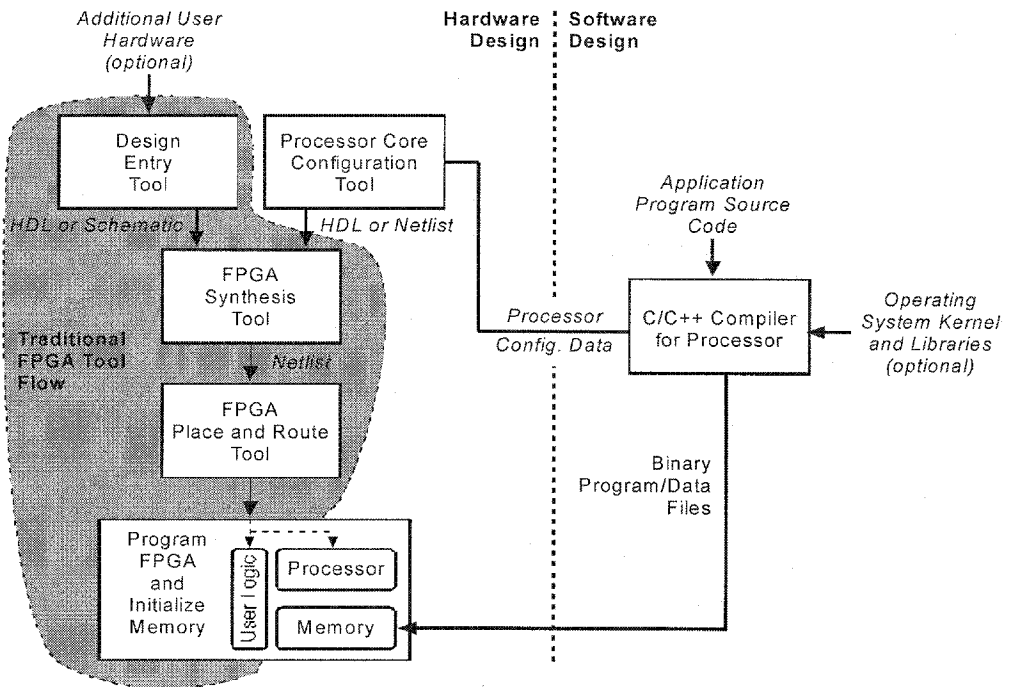 Additional User
Hardware
(optional)
Hardware
Design
Software
Design
Design
Entry
Tool
Processor Core
Configuration
Tool
HDL or Schematic
HDL or Netlist
Application
Program Source
Code
FPGA
Synthesis
Tool
Processor
Config. Data
C/C++ Compiler
for Processor
Operating
System Kernel
and Libraries
(optional)
Traditional
FPGA Tool
Flow
Netlist
FPGA
Place and Route
Tool
Binary
Program/Data
Files
Program
FPGA
and
Initialize
Memory
User Logic
Processor
Memory